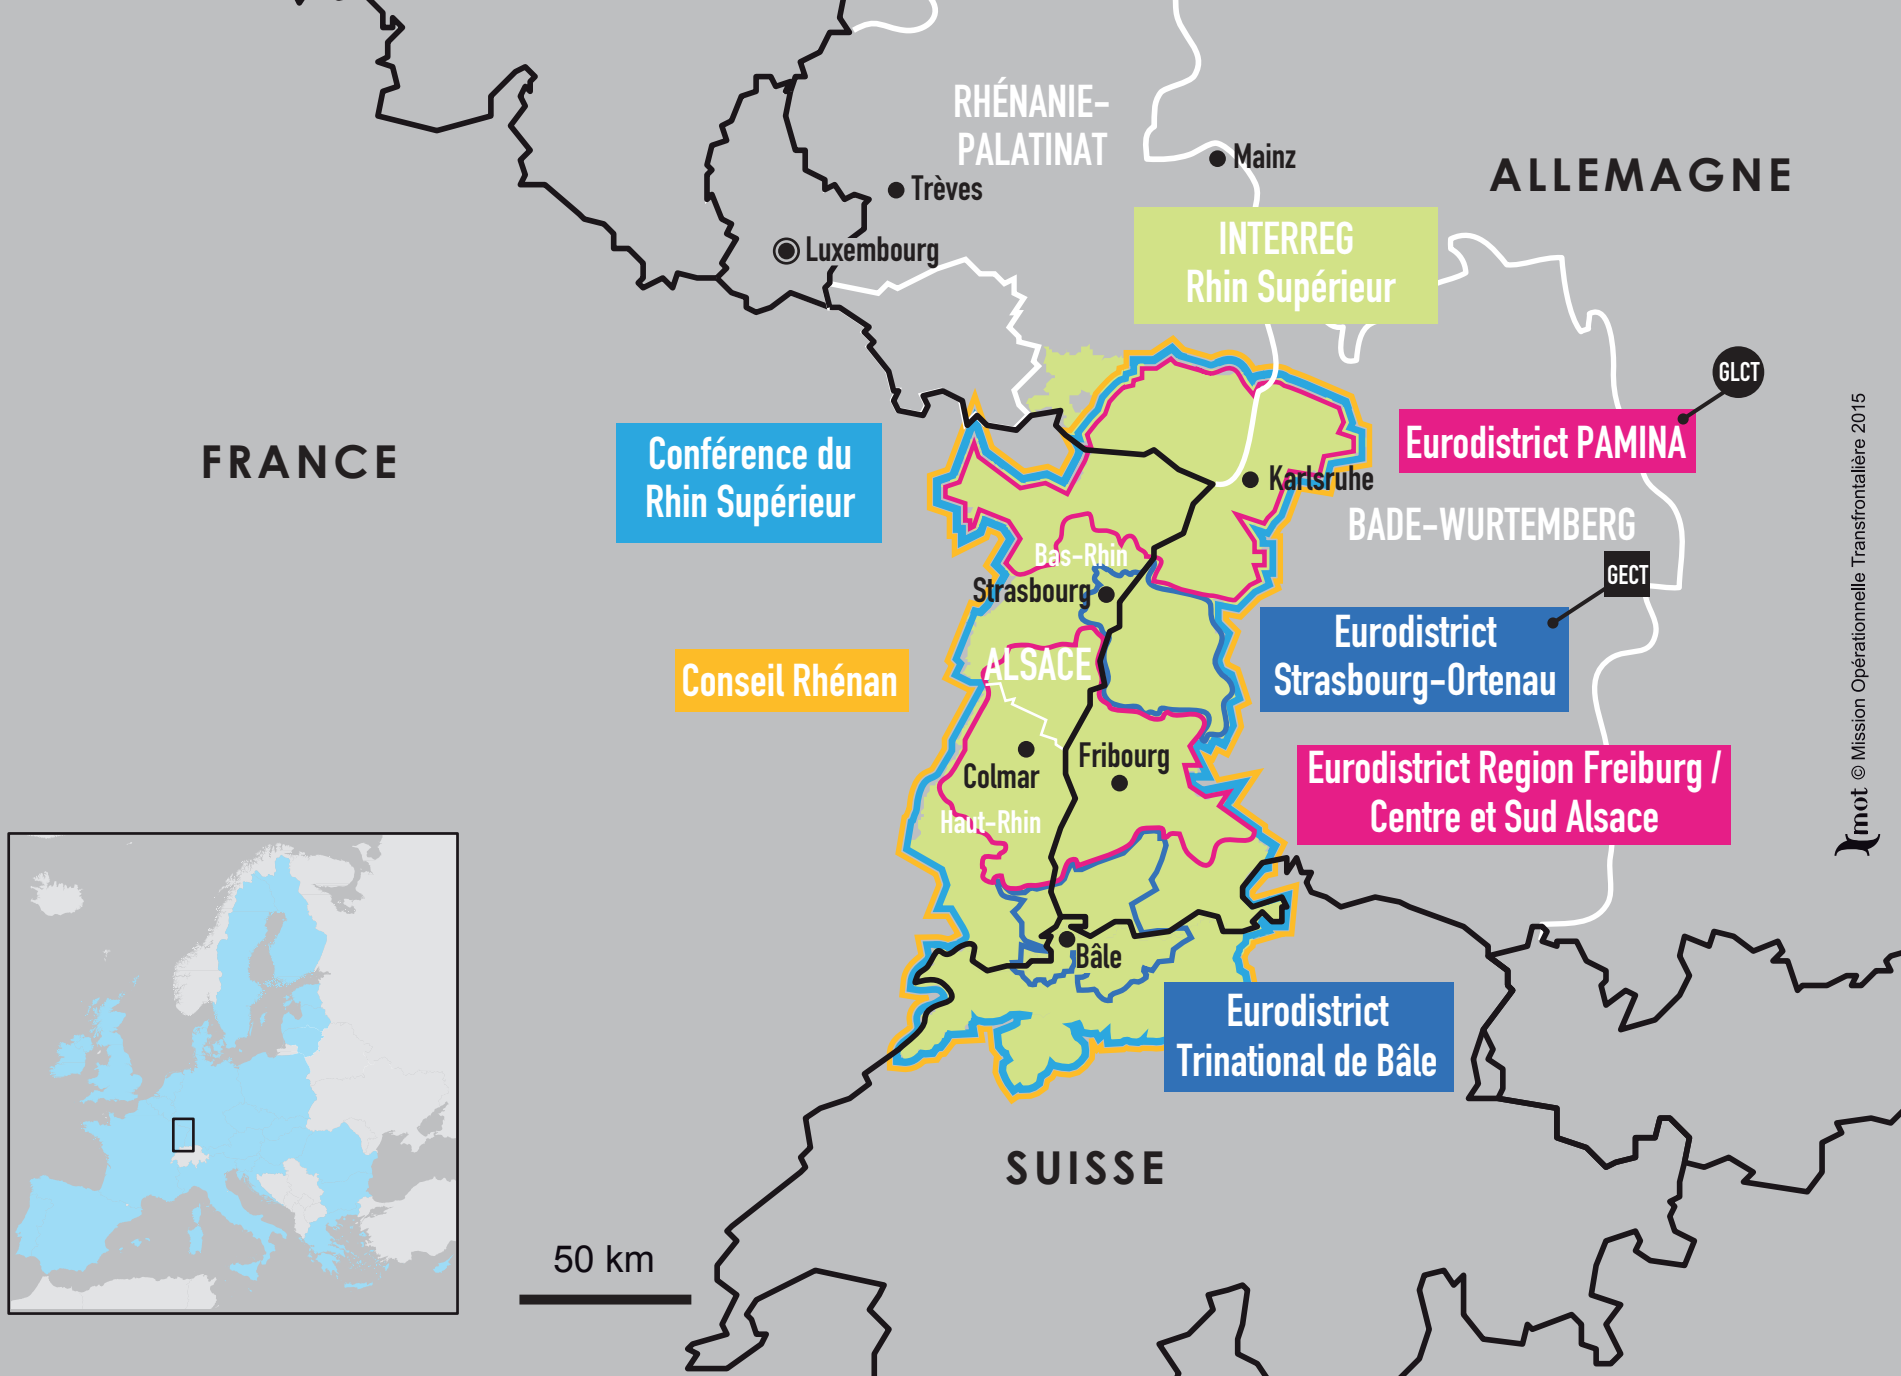 RHÉNANIE-
PALATINAT
Mainz
ALLEMAGNE
Trèves
Luxembourg
INTERREG
Rhin Supérieur
GLCT
FRANCE
Conférence du
Rhin Supérieur
Eurodistrict PAMINA
Karlsruhe
BADE-WURTEMBERG
Bas-Rhin
Strasbourg
GECT
Eurodistrict
Strasbourg-Ortenau
ALSACE
Conseil Rhénan
Fribourg
Colmar
Eurodistrict Region Freiburg /
Centre et Sud Alsace
Haut-Rhin
Bâle
Eurodistrict
Trinational de Bâle
SUISSE
50 km
mot © Mission Opérationnelle Transfrontalière 2015